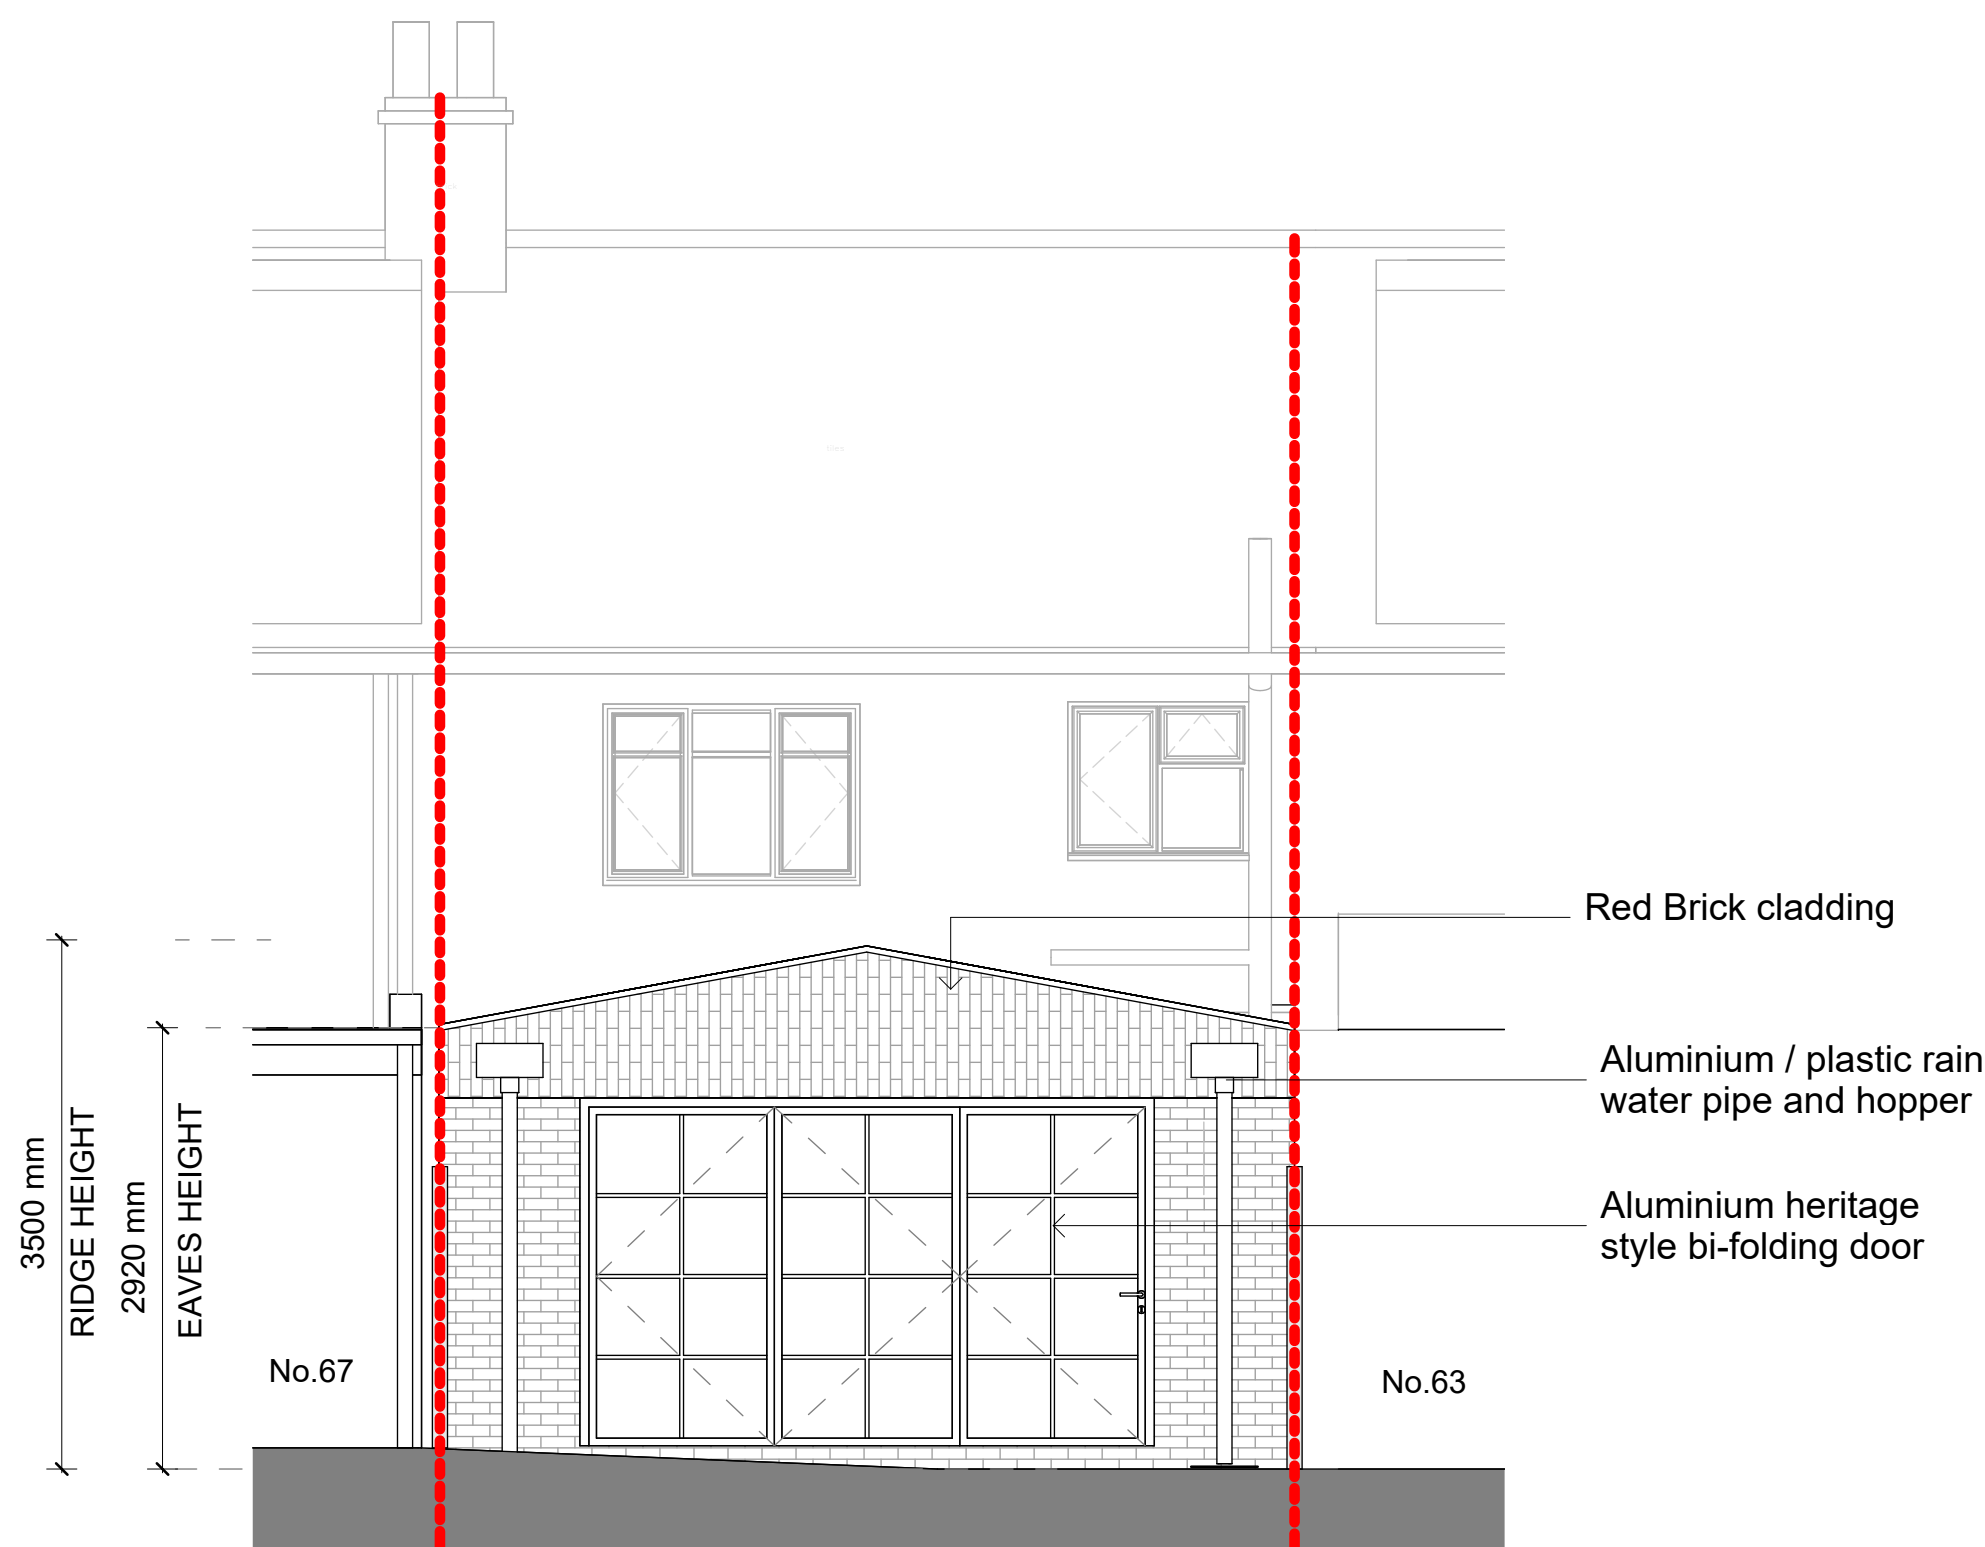 Red Brick cladding
Aluminium / plastic rain
water pipe and hopper
Aluminium heritage
style bi-folding door
3500 mm
RIDGE HEIGHT
2920 mm
EAVES HEIGHT
No.67
No.63